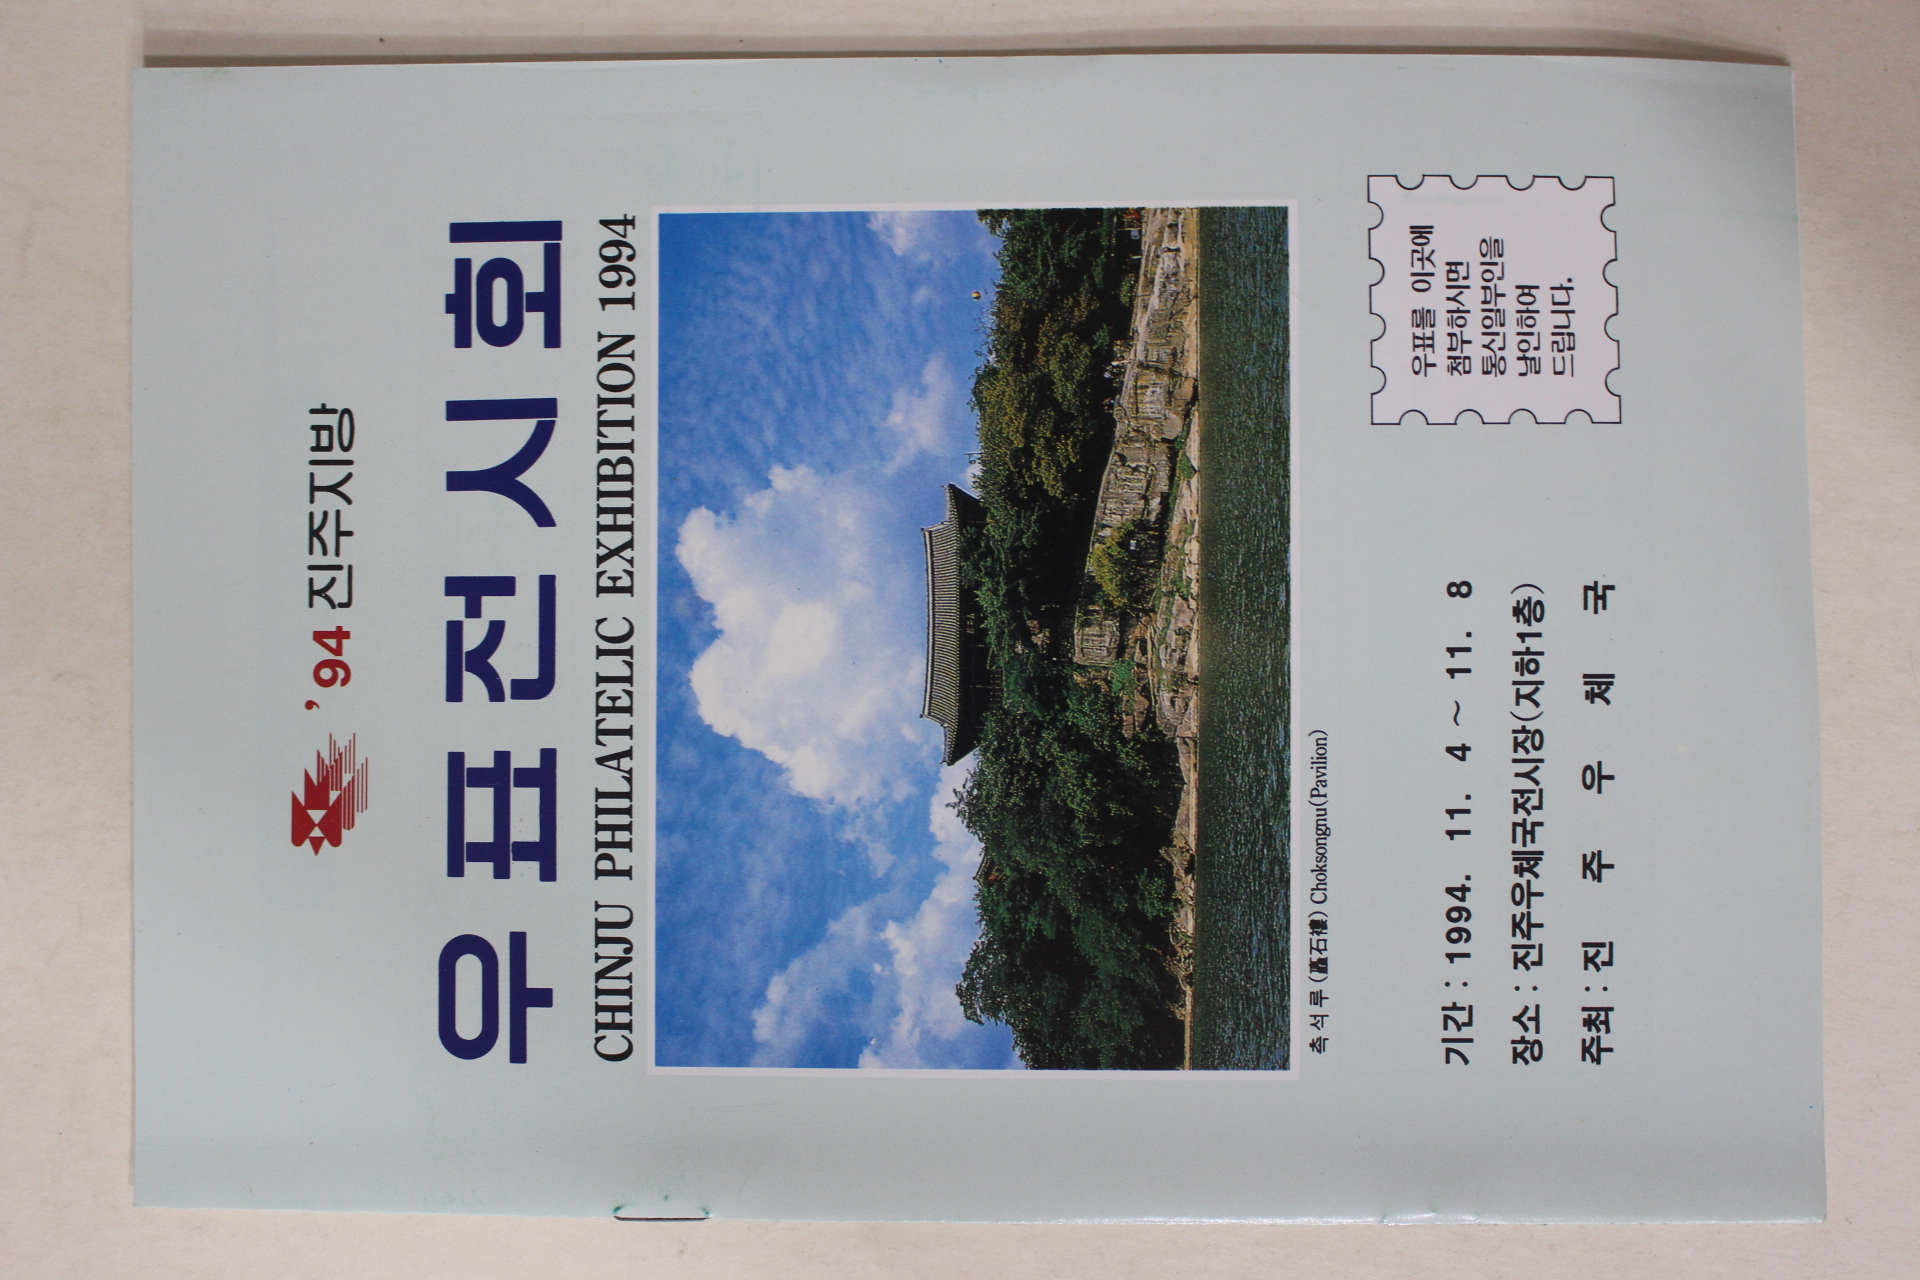 '94 진주지방
우표전시회
CHINJU PHILATELIC EXHIBITION 1994
촉석루(矗石樓) Choksongnu(Pavilion)
우표를 이곳에
첨부하시면
통신일부인을
날인하여
드립니다.
기간 : 1994. 11. 4 ~ 11. 8
장소 : 진주우체국전시장(지하1층)
주최 : 진 주 우 체 국